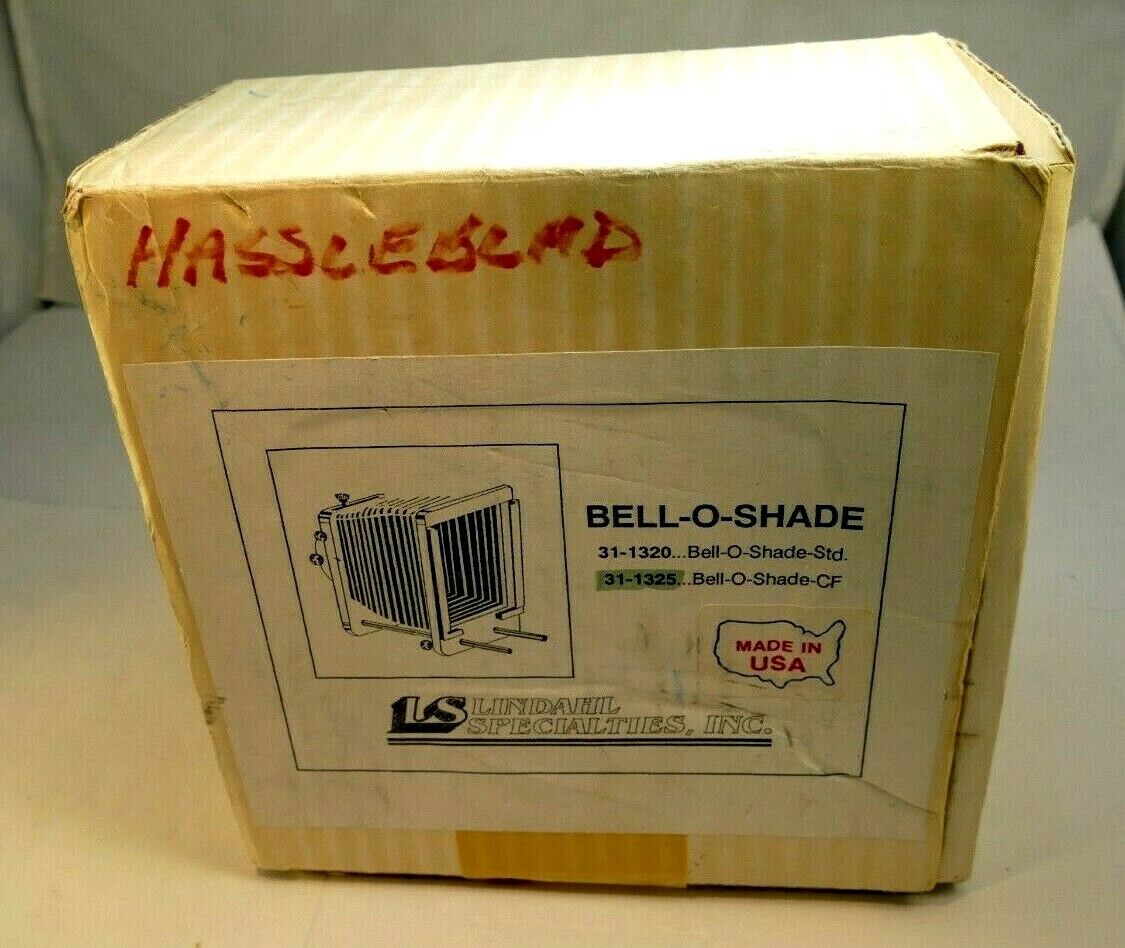 HASSLEBLMD
BELL-O-SHADE
31-1320...Bell-O-Shade-Std.
31-1325...Bell-O-Shade-CF
MADE IN
USA
LS LINDAHL
SPECIALTIES, INC.